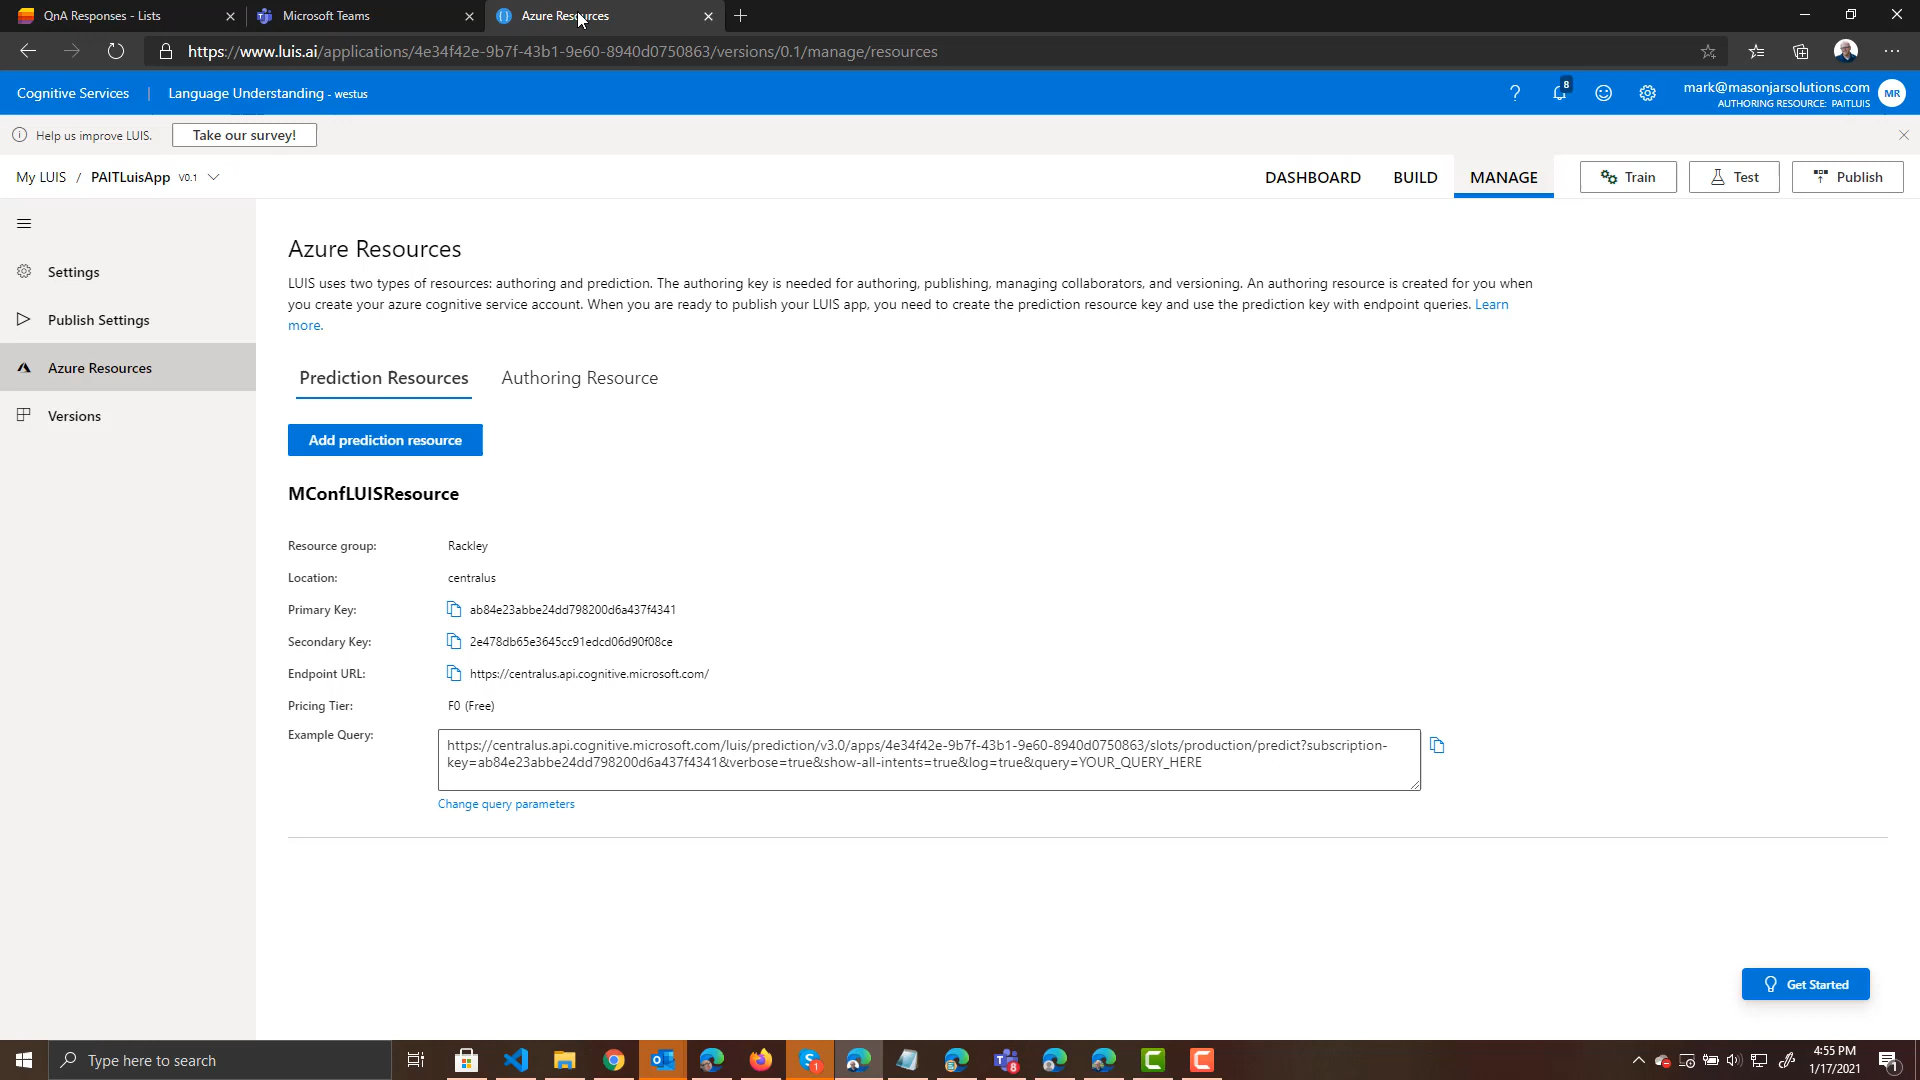 QnA Responses - Lists
Microsoft Teams
Azure Resources
https://www.luis.ai/applications/4e34f42e-9b7f-43b1-9e60-8940d0750863/versions/0.1/manage/resources
Cognitive Services | Language Understanding - westus
8
mark@masonjarsolutions.com
AUTHORING RESOURCE: PAITLUIS
MR
Help us improve LUIS. Take our survey!
My LUIS / PAITLuisApp V0.1
DASHBOARD BUILD MANAGE Train Test Publish
Settings
Publish Settings
Azure Resources
Versions
Azure Resources
LUIS uses two types of resources: authoring and prediction. The authoring key is needed for authoring, publishing, managing collaborators, and versioning. An authoring resource is created for you when
you create your azure cognitive service account. When you are ready to publish your LUIS app, you need to create the prediction resource key and use the prediction key with endpoint queries. Learn
more.
Prediction Resources Authoring Resource
Add prediction resource
MConfLUISResource
Resource group: Rackley
Location: centralus
Primary Key: ab84e23abbe24dd798200d6a437f4341
Secondary Key: 2e478db65e3645cc91edcd06d90f08ce
Endpoint URL: https://centralus.api.cognitive.microsoft.com/
Pricing Tier: F0 (Free)
Example Query: https://centralus.api.cognitive.microsoft.com/luis/prediction/v3.0/apps/4e34f42e-9b7f-43b1-9e60-8940d0750863/slots/production/predict?subscription-
key=ab84e23abbe24dd798200d6a437f4341&verbose=true&show-all-intents=true&log=true&query=YOUR_QUERY_HERE
Change query parameters
Get Started
Type here to search
4:55 PM
1/17/2021